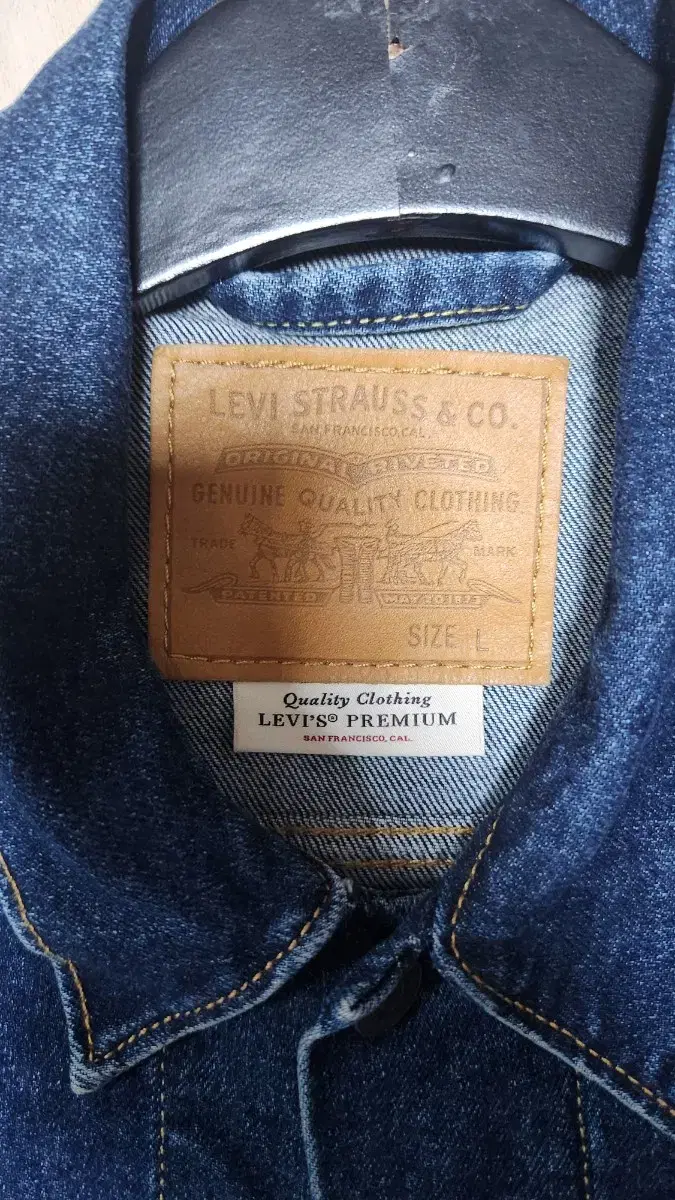 LEVI STRAUSS & CO.
SAN FRANCISCO, CAL.
ORIGINAL RIVETED
GENUINE QUALITY CLOTHING
TRADE MARK
PATENTED MAY 20 1873
SIZE L
Quality Clothing
LEVI'S® PREMIUM
SAN FRANCISCO, CAL.